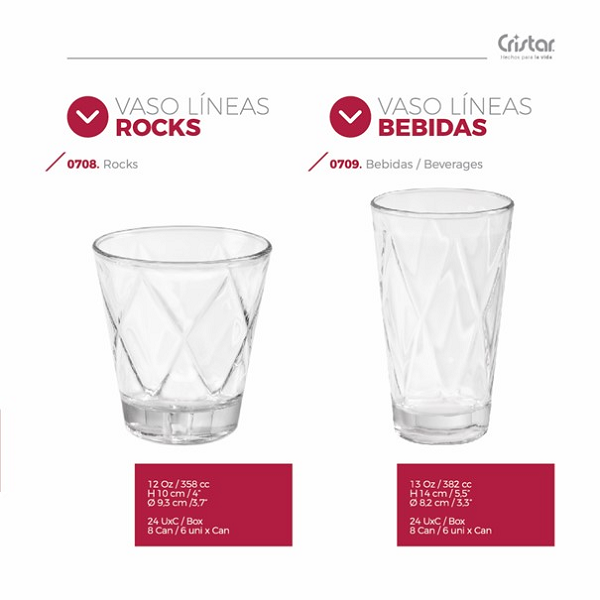 Cristar
Hechos para la vida
VASO LÍNEAS
ROCKS
0708. Rocks
VASO LÍNEAS
BEBIDAS
0709. Bebidas / Beverages
12 Oz / 358 cc
H 10 cm / 4"
Ø 9,3 cm /3.7"
24 UxC / Box
8 Can / 6 uni x Can
13 Oz / 382 cc
H 14 cm / 5,5"
Ø 8,2 cm / 3,3"
24 UxC / Box
8 Can / 6 uni x Can